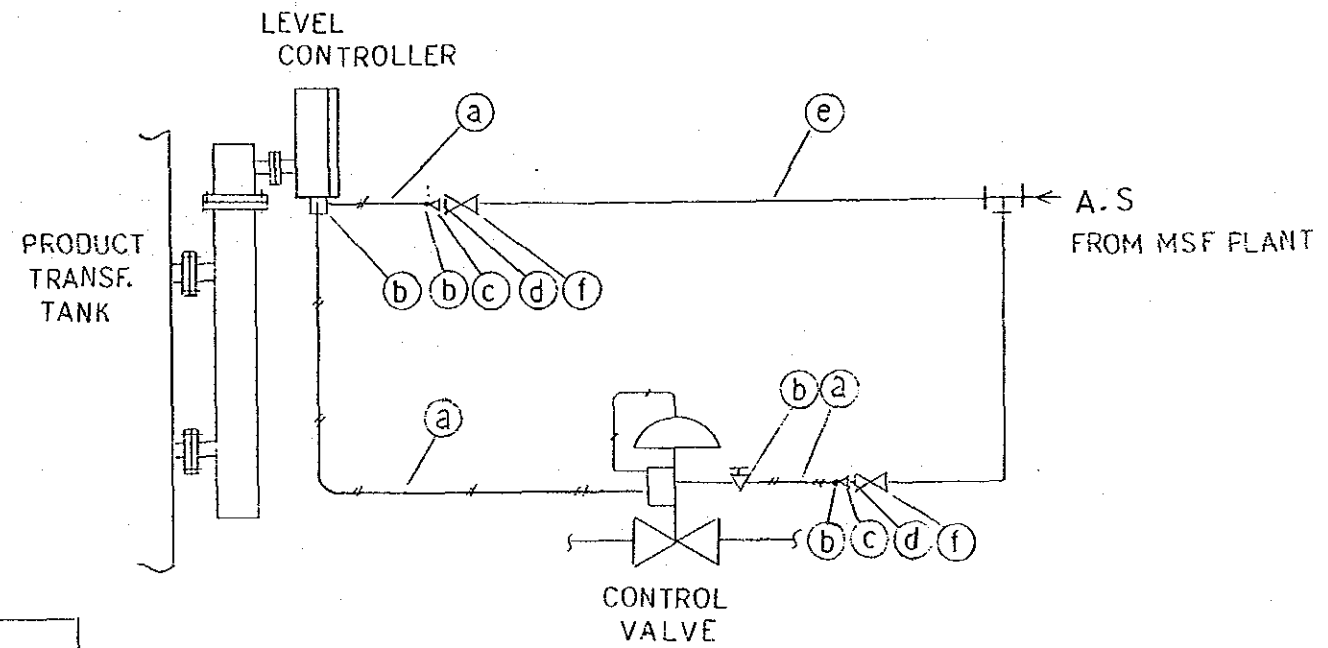 LEVEL
CONTROLLER
a
e
A.S
FROM MSF PLANT
PRODUCT
TRANSF.
TANK
b b c d f
b a
a
b c d f
CONTROL
VALVE